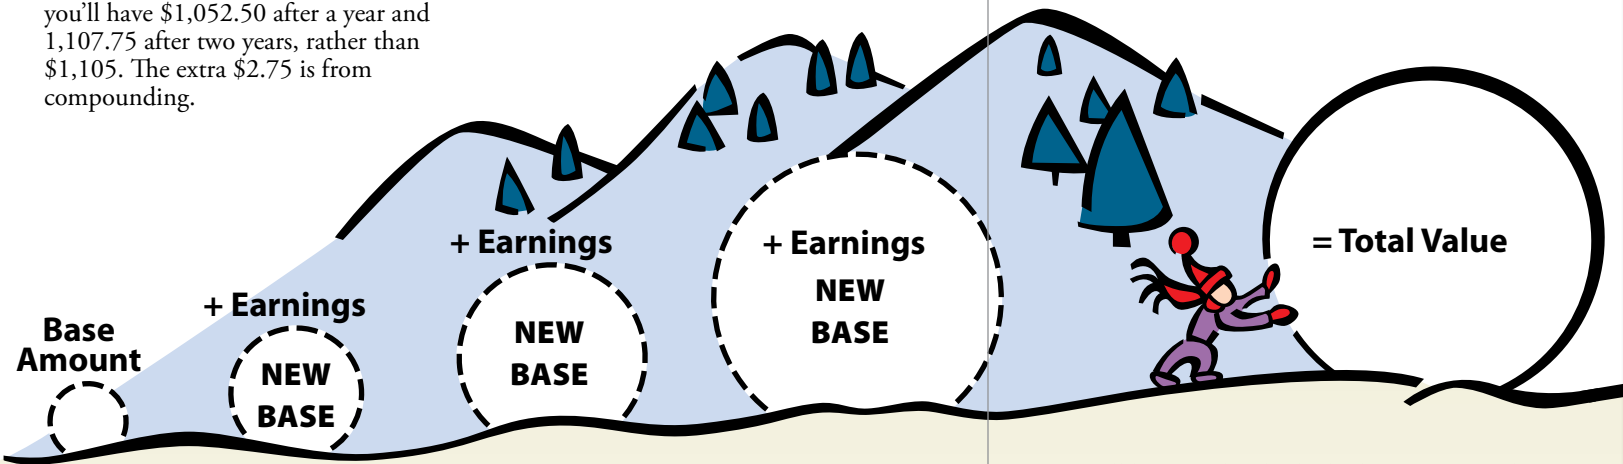 you’ll have $1,052.50 after a year and
1,107.75 after two years, rather than
$1,105. The extra $2.75 is from
compounding.
Base
Amount
+ Earnings
NEW
BASE
+ Earnings
NEW
BASE
+ Earnings
NEW
BASE
= Total Value